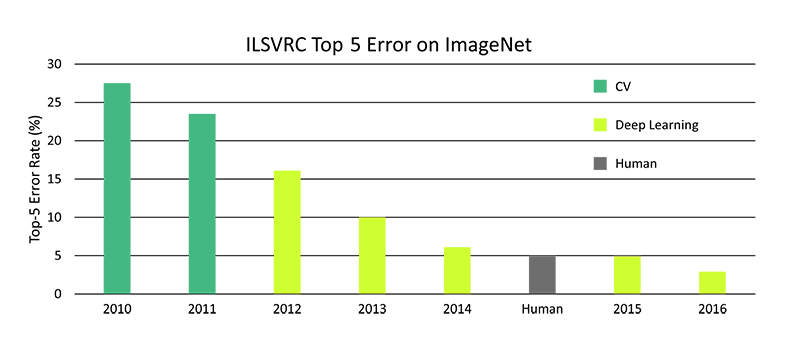 ILSVRC Top 5 Error on ImageNet
Top-5 Error Rate (%)
30
25
20
15
10
5
0
CV
Deep Learning
Human
2010 2011 2012 2013 2014 Human 2015 2016